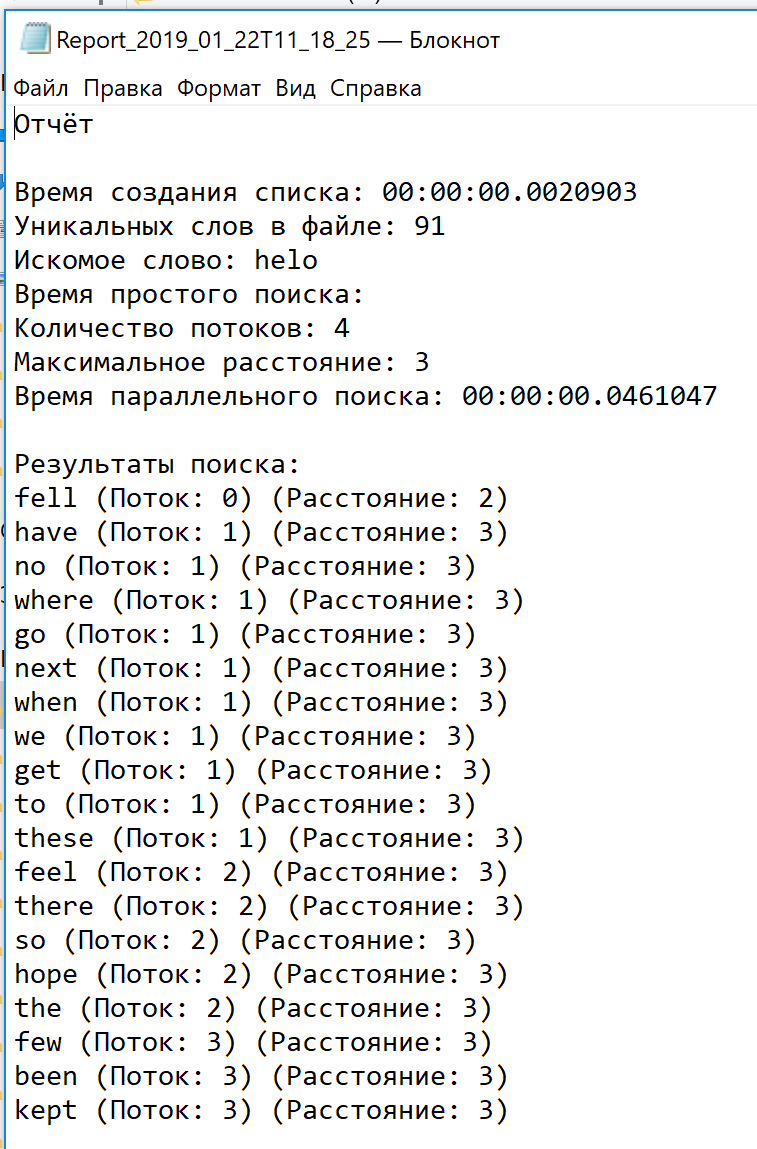 Report_2019_01_22T11_18_25 — Блокнот
Файл Правка Формат Вид Справка
Отчёт
Время создания списка: 00:00:00.0020903
Уникальных слов в файле: 91
Искомое слово: helo
Время простого поиска:
Количество потоков: 4
Максимальное расстояние: 3
Время параллельного поиска: 00:00:00.0461047
Результаты поиска:
fell (Поток: 0) (Расстояние: 2)
have (Поток: 1) (Расстояние: 3)
no (Поток: 1) (Расстояние: 3)
where (Поток: 1) (Расстояние: 3)
go (Поток: 1) (Расстояние: 3)
next (Поток: 1) (Расстояние: 3)
when (Поток: 1) (Расстояние: 3)
we (Поток: 1) (Расстояние: 3)
get (Поток: 1) (Расстояние: 3)
to (Поток: 1) (Расстояние: 3)
these (Поток: 1) (Расстояние: 3)
feel (Поток: 2) (Расстояние: 3)
there (Поток: 2) (Расстояние: 3)
so (Поток: 2) (Расстояние: 3)
hope (Поток: 2) (Расстояние: 3)
the (Поток: 2) (Расстояние: 3)
few (Поток: 3) (Расстояние: 3)
been (Поток: 3) (Расстояние: 3)
kept (Поток: 3) (Расстояние: 3)